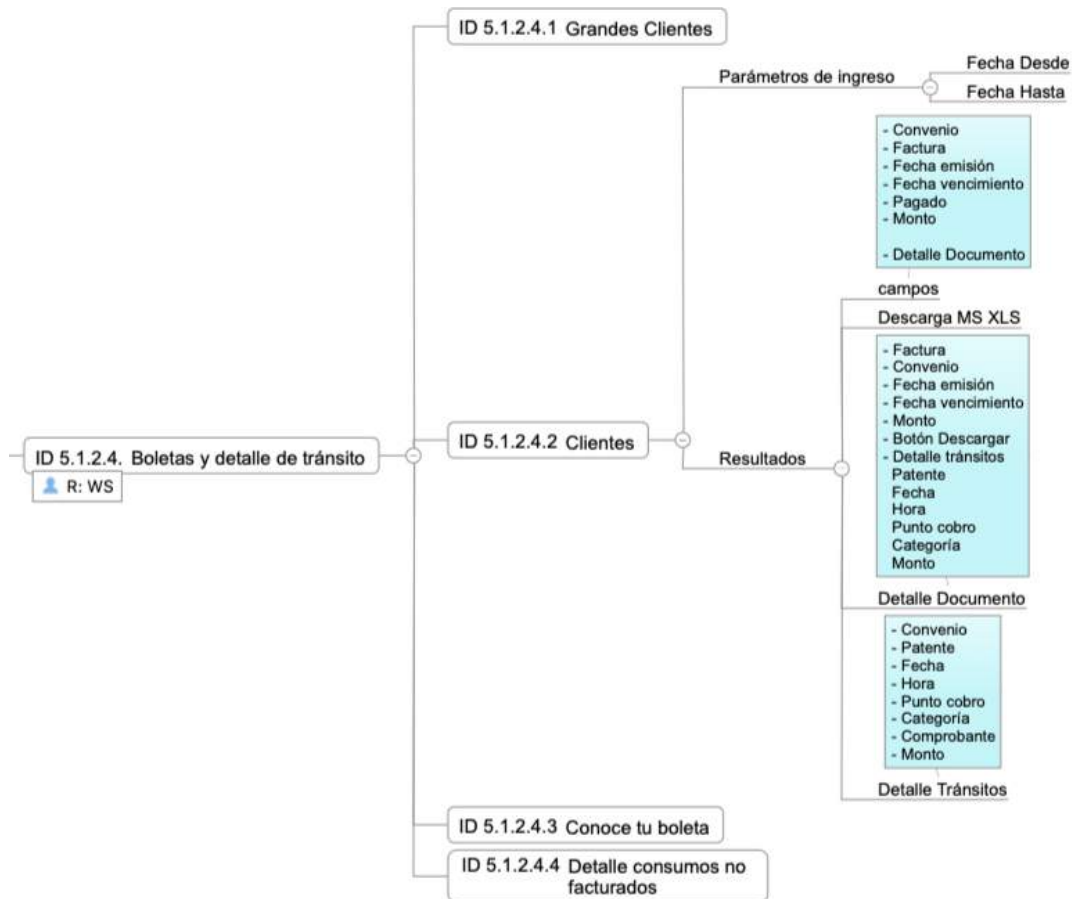 ID 5.1.2.4.1 Grandes Clientes
Fecha Desde
Parámetros de ingreso
Fecha Hasta
- Convenio
- Factura
- Fecha emisión
- Fecha vencimiento
- Pagado
- Monto
- Detalle Documento
campos
Descarga MS XLS
- Factura
- Convenio
- Fecha emisión
- Fecha vencimiento
- Monto
- Botón Descargar
- Detalle tránsitos
Patente
Fecha
Hora
Punto cobro
Categoría
Monto
ID 5.1.2.4. Boletas y detalle de tránsito
R: WS
ID 5.1.2.4.2 Clientes
Resultados
Detalle Documento
- Convenio
- Patente
- Fecha
- Hora
- Punto cobro
- Categoría
- Comprobante
- Monto
Detalle Tránsitos
ID 5.1.2.4.3 Conoce tu boleta
ID 5.1.2.4.4 Detalle consumos no
facturados